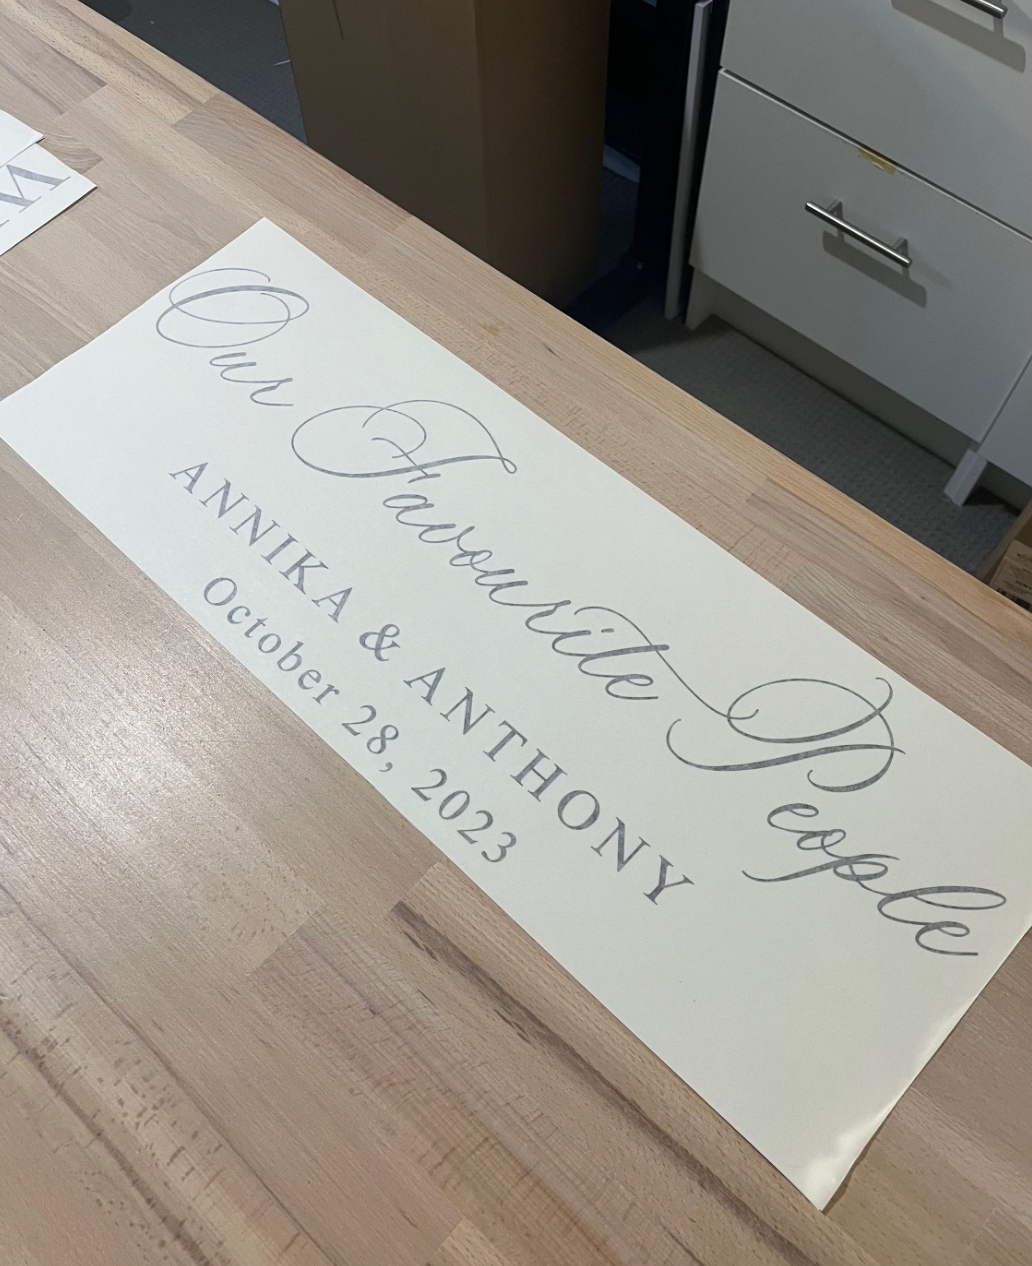 Our Favourite People
ANNIKA & ANTHONY
October 28, 2023